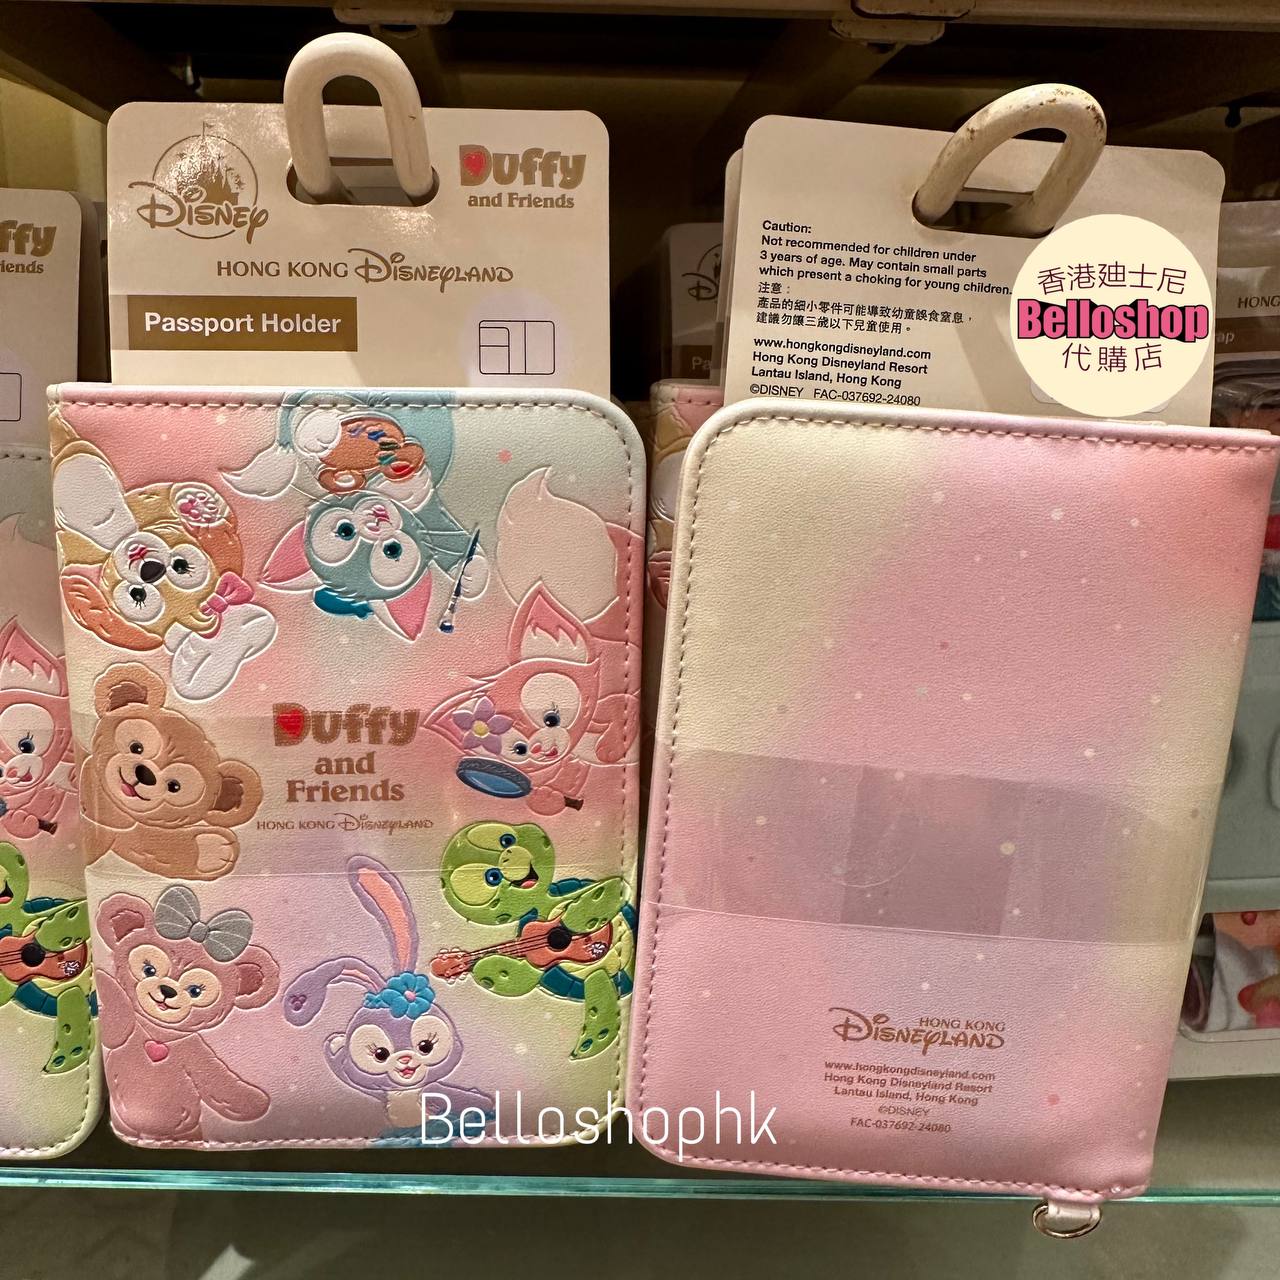 Disney
Duffy
and Friends
HONG KONG Disneyland
Passport Holder
Duffy
and
Friends
HONG KONG Disneyland
Caution:
Not recommended for children under
3 years of age. May contain small parts
which present a choking for young children.
注意：
產品的細小零件可能導致幼童誤食窒息，
建議勿讓三歲以下兒童使用。
www.hongkongdisneyland.com
Hong Kong Disneyland Resort
Lantau Island, Hong Kong
©DISNEY FAC-037692-24080
香港廸士尼
Belloshop
代購店
HONG KONG
Disneyland
www.hongkongdisneyland.com
Hong Kong Disneyland Resort
Lantau Island, Hong Kong
©DISNEY
FAC-037692-24080
Belloshophk